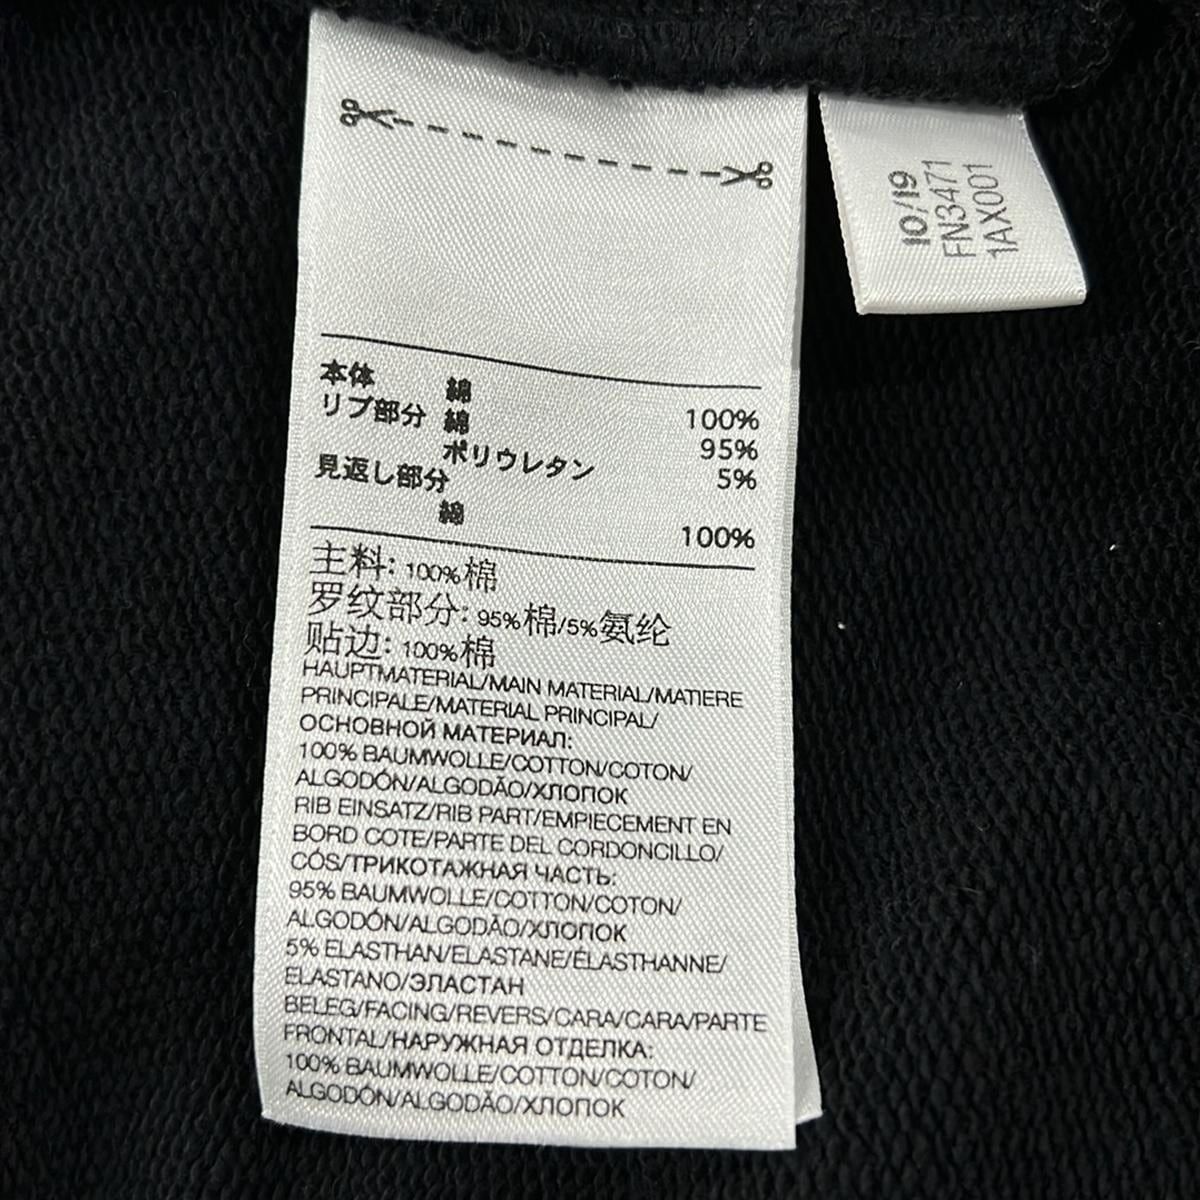 本体 綿 100%
リブ部分 綿 95%
ポリウレタン 5%
見返し部分
綿 100%
主料: 100%棉
罗纹部分: 95%棉/5%氨纶
贴边: 100%棉
HAUPTMATERIAL/MAIN MATERIAL/MATIERE
PRINCIPALE/MATERIAL PRINCIPAL/
ОСНОВНОЙ МАТЕРИАЛ:
100% BAUMWOLLE/COTTON/COTON/
ALGODÓN/ALGODÃO/ХЛОПОК
RIB EINSATZ/RIB PART/EMPIECEMENT EN
BORD COTE/PARTE DEL CORDONCILLO/
CÓS/ТРИКОТАЖНАЯ ЧАСТЬ:
95% BAUMWOLLE/COTTON/COTON/
ALGODÓN/ALGODÃO/ХЛОПОК
5% ELASTHAN/ELASTANE/ÉLASTHANNE/
ELASTANO/ЭЛАСТАН
BELEG/FACING/REVERS/CARA/CARA/PARTE
FRONTAL/НАРУЖНАЯ ОТДЕЛКА:
100% BAUMWOLLE/COTTON/COTON/
ALGODÓN/ALGODÃO/ХЛОПОК
10/19
FN3471
1AX001